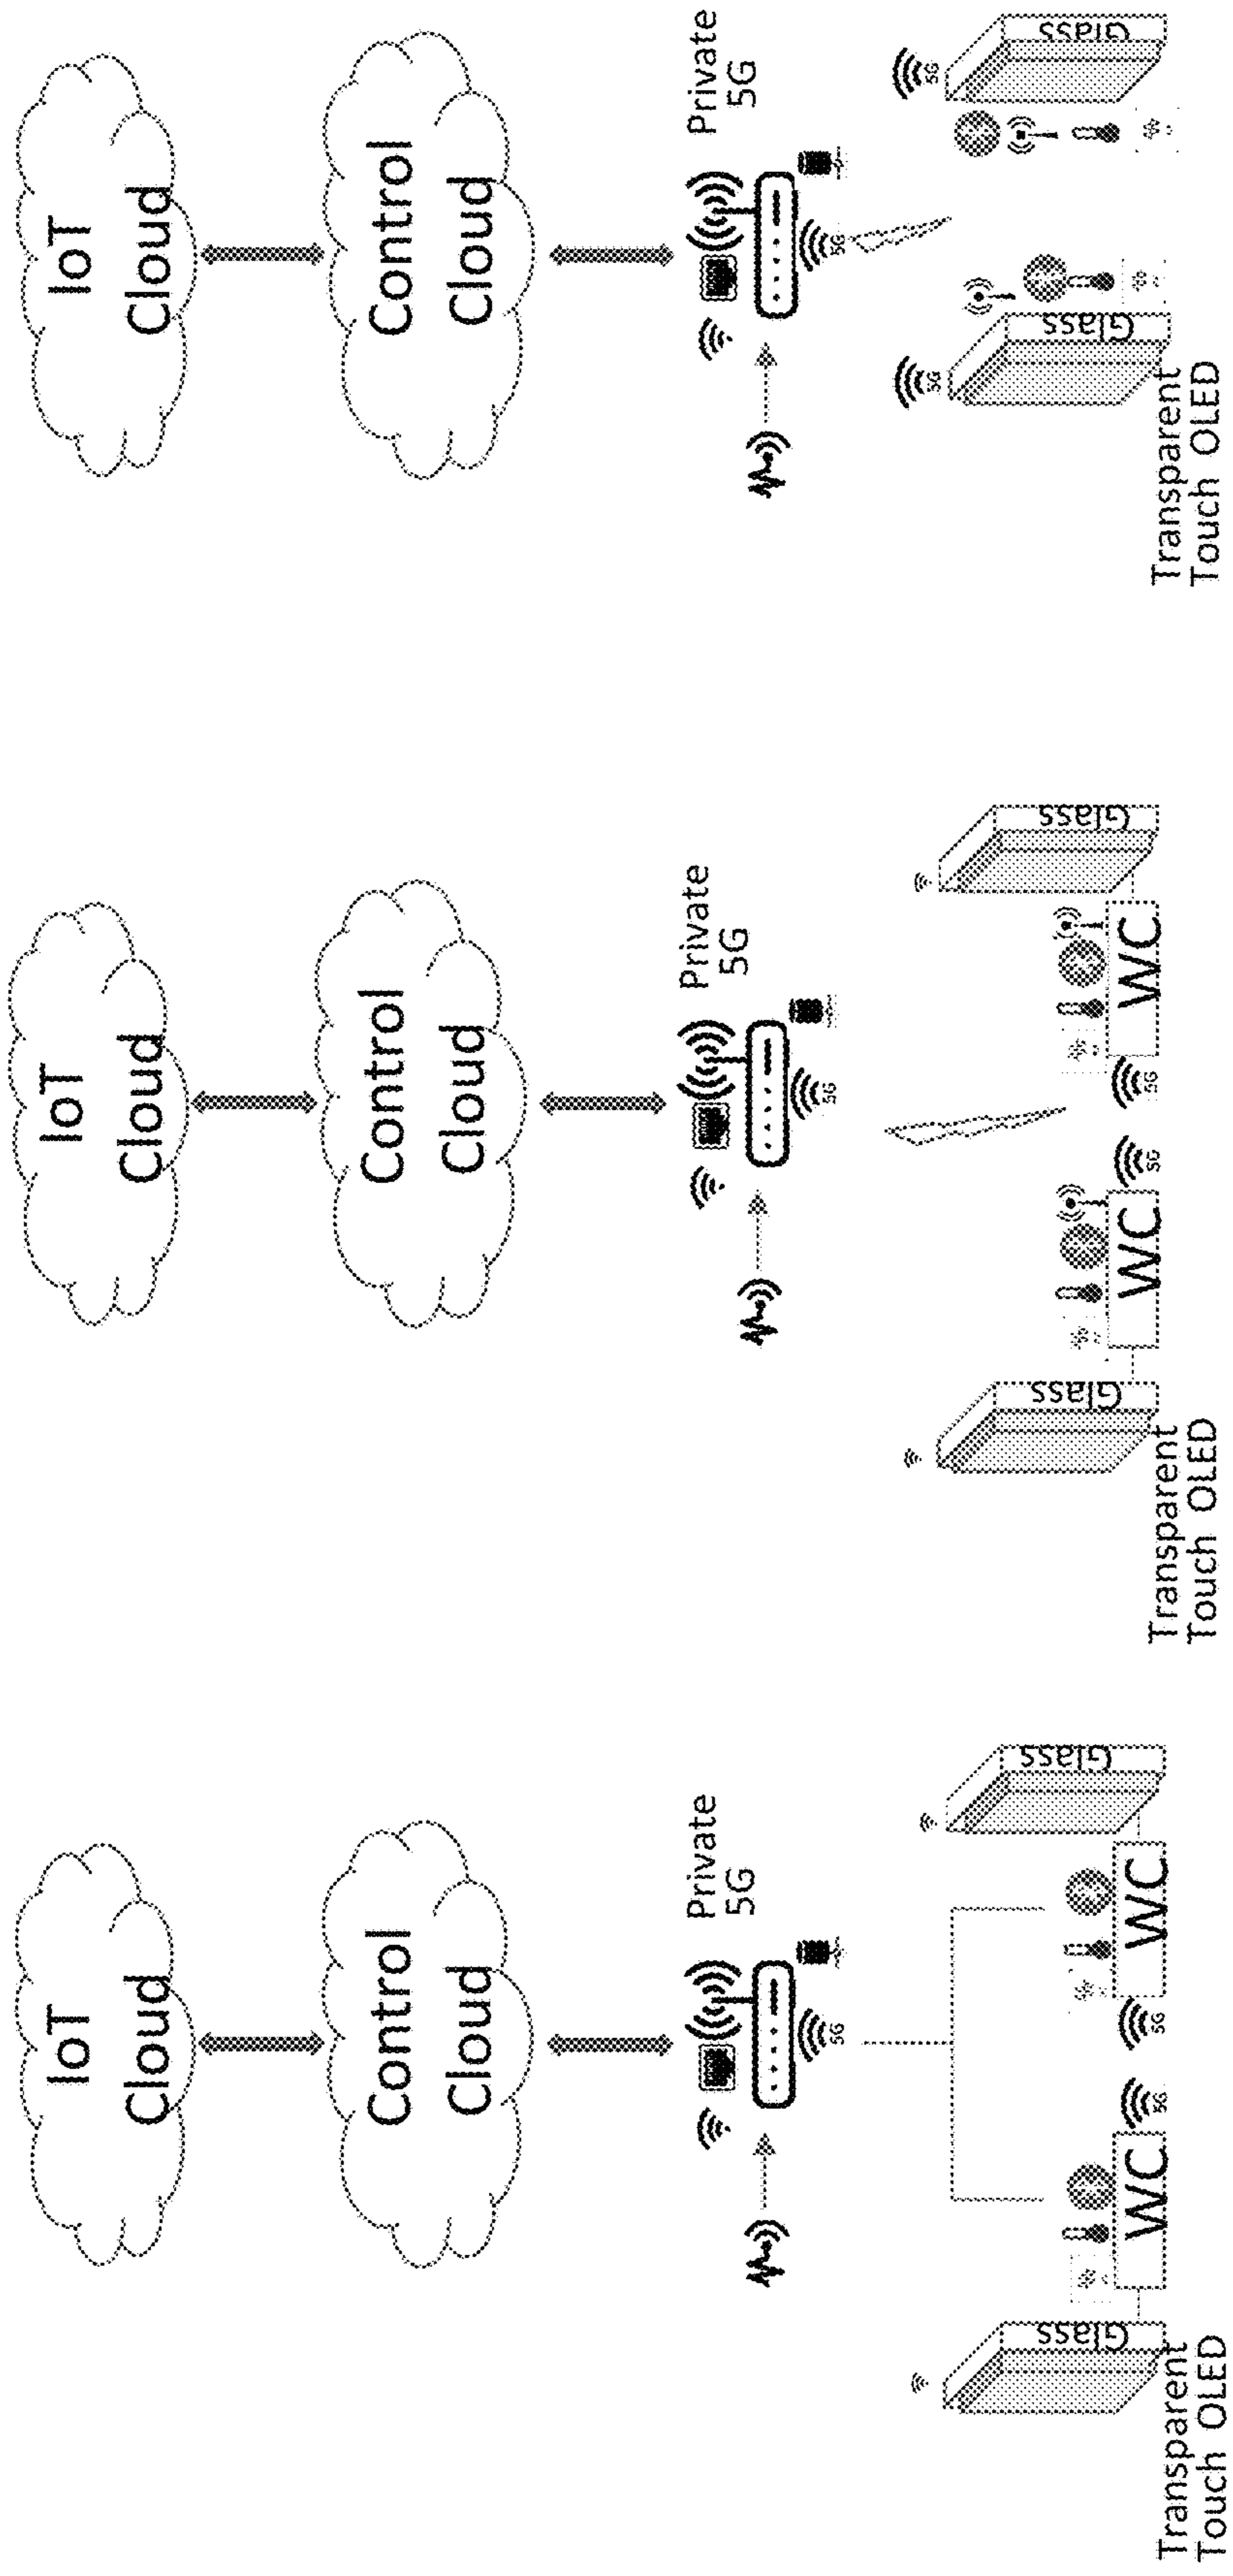 IoT
Cloud
Control
Cloud
Private
5G
5G
Glass
WC
5G
5G
WC
Glass
Transparent
Touch OLED
IoT
Cloud
Control
Cloud
Private
5G
5G
Glass
WC
5G
5G
WC
Glass
Transparent
Touch OLED
IoT
Cloud
Control
Cloud
Private
5G
5G
5G
5G
Glass
Glass
Transparent
Touch OLED